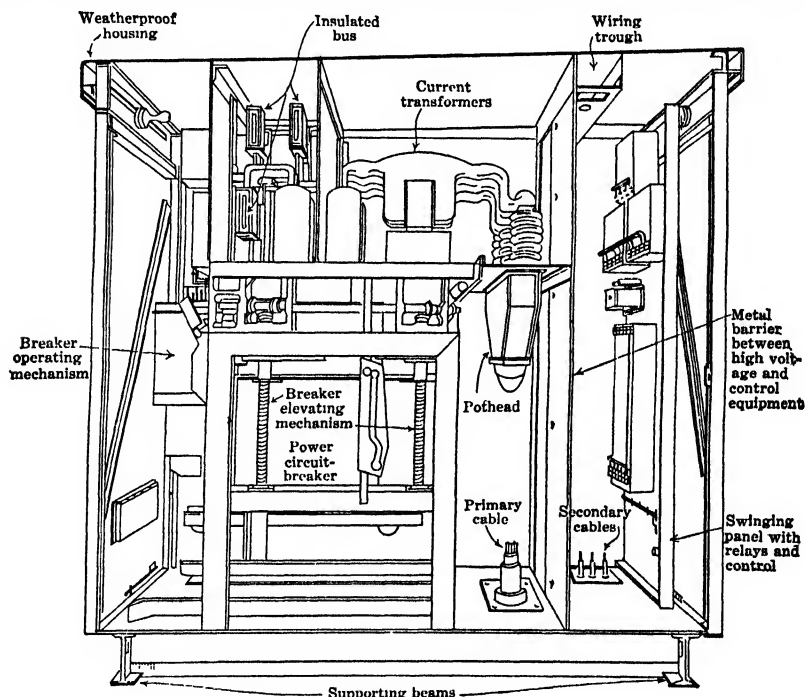 Weatherproof
housing
Insulated
bus
Wiring
trough
Current
transformers
Breaker
operating
mechanism
Breaker
elevating
mechanism
Power
circuit-
breaker
Pothead
Metal
barrier
between
high volt-
age and
control
equipment
Primary
cable
Secondary
cables
Swinging
panel with
relays and
control
Supporting beams